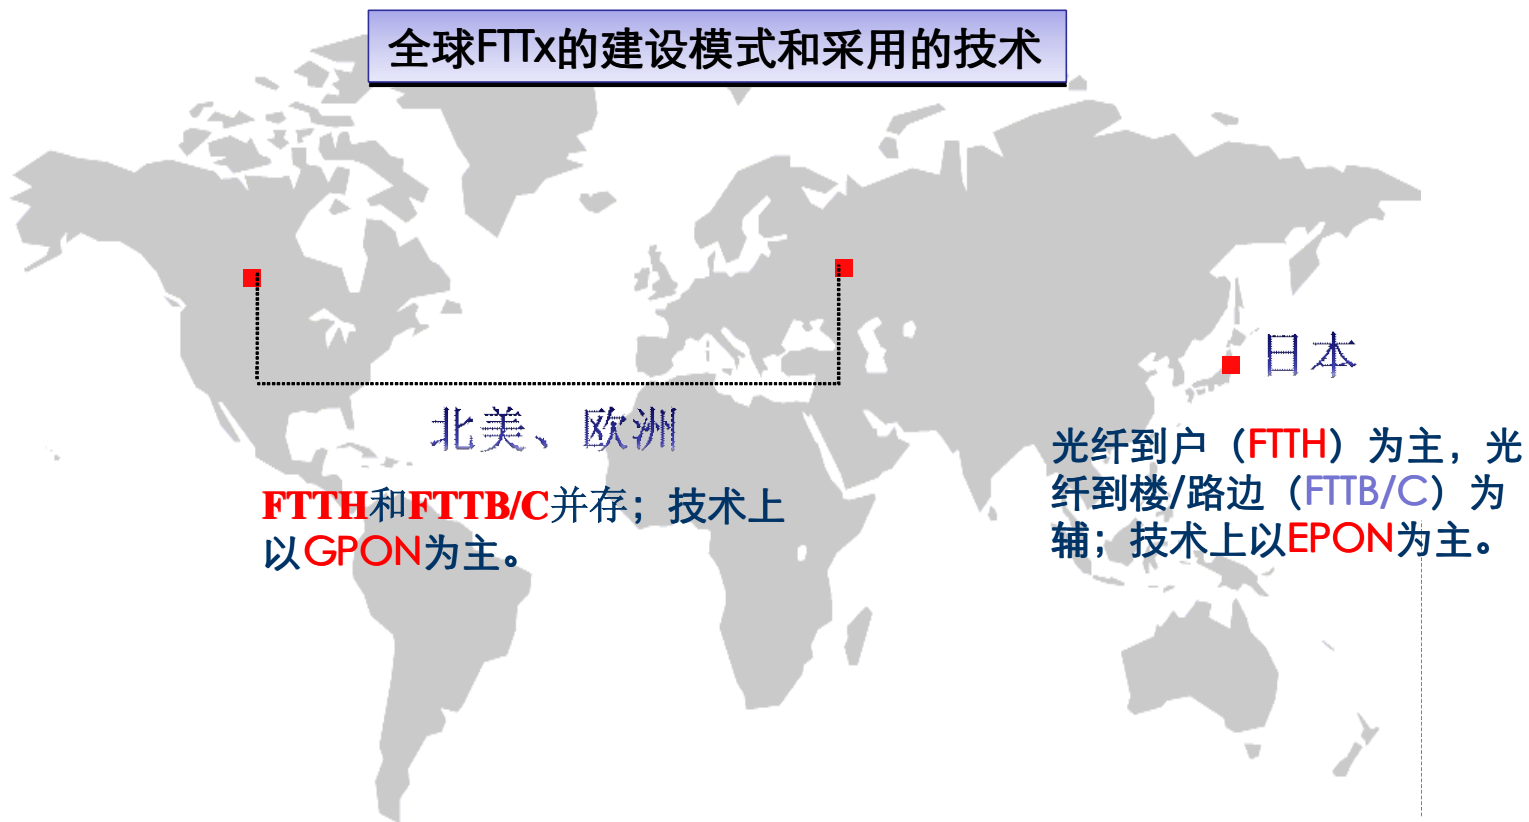 全球FTTx的建设模式和采用的技术
日本
北美、欧洲
光纤到户（FTTH）为主，光
纤到楼/路边（FTTB/C）为
辅；技术上以EPON为主。
FTTH和FTTB/C并存；技术上
以GPON为主。